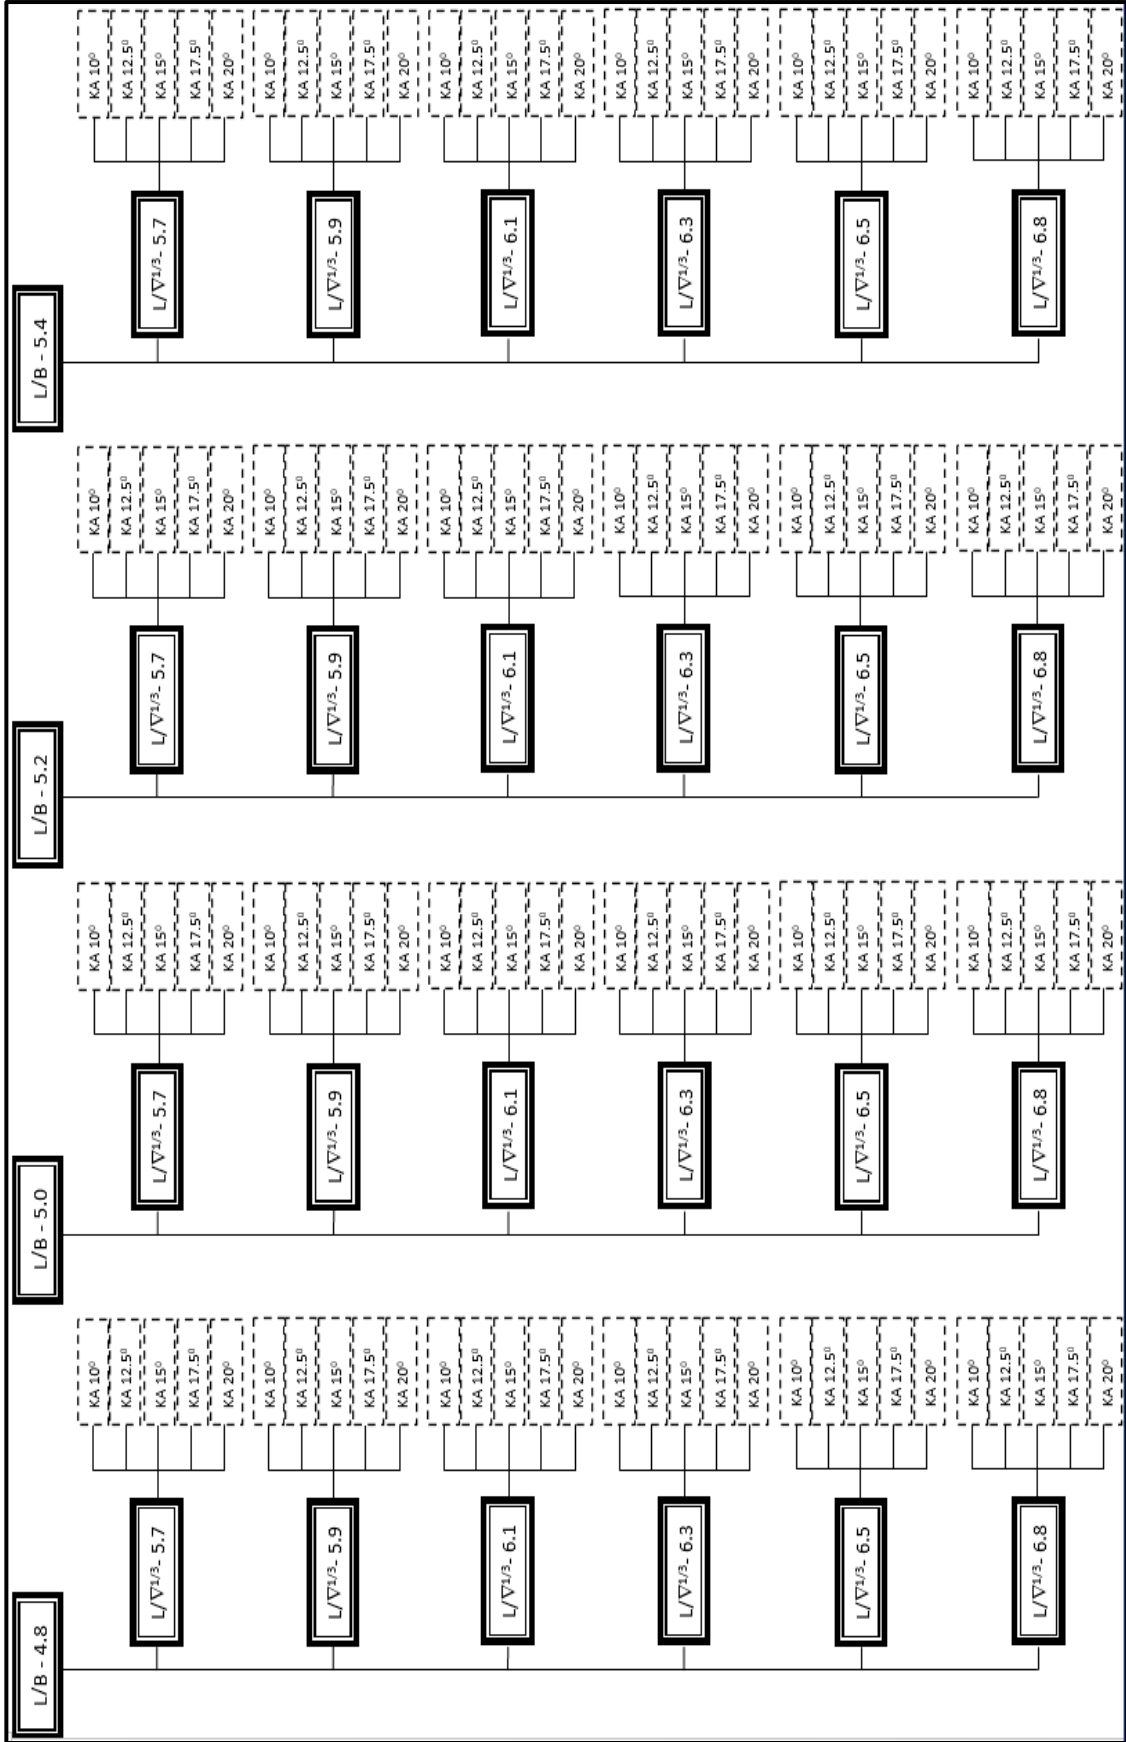 L/B - 4.8
L/∇¹/³- 5.7
KA 10⁰
KA 12.5⁰
KA 15⁰
KA 17.5⁰
KA 20⁰
L/∇¹/³- 5.9
KA 10⁰
KA 12.5⁰
KA 15⁰
KA 17.5⁰
KA 20⁰
L/∇¹/³- 6.1
KA 10⁰
KA 12.5⁰
KA 15⁰
KA 17.5⁰
KA 20⁰
L/∇¹/³- 6.3
KA 10⁰
KA 12.5⁰
KA 15⁰
KA 17.5⁰
KA 20⁰
L/∇¹/³- 6.5
KA 10⁰
KA 12.5⁰
KA 15⁰
KA 17.5⁰
KA 20⁰
L/∇¹/³- 6.8
KA 10⁰
KA 12.5⁰
KA 15⁰
KA 17.5⁰
KA 20⁰
L/B - 5.0
L/∇¹/³- 5.7
KA 10⁰
KA 12.5⁰
KA 15⁰
KA 17.5⁰
KA 20⁰
L/∇¹/³- 5.9
KA 10⁰
KA 12.5⁰
KA 15⁰
KA 17.5⁰
KA 20⁰
L/∇¹/³- 6.1
KA 10⁰
KA 12.5⁰
KA 15⁰
KA 17.5⁰
KA 20⁰
L/∇¹/³- 6.3
KA 10⁰
KA 12.5⁰
KA 15⁰
KA 17.5⁰
KA 20⁰
L/∇¹/³- 6.5
KA 10⁰
KA 12.5⁰
KA 15⁰
KA 17.5⁰
KA 20⁰
L/∇¹/³- 6.8
KA 10⁰
KA 12.5⁰
KA 15⁰
KA 17.5⁰
KA 20⁰
L/B - 5.2
L/∇¹/³- 5.7
KA 10⁰
KA 12.5⁰
KA 15⁰
KA 17.5⁰
KA 20⁰
L/∇¹/³- 5.9
KA 10⁰
KA 12.5⁰
KA 15⁰
KA 17.5⁰
KA 20⁰
L/∇¹/³- 6.1
KA 10⁰
KA 12.5⁰
KA 15⁰
KA 17.5⁰
KA 20⁰
L/∇¹/³- 6.3
KA 10⁰
KA 12.5⁰
KA 15⁰
KA 17.5⁰
KA 20⁰
L/∇¹/³- 6.5
KA 10⁰
KA 12.5⁰
KA 15⁰
KA 17.5⁰
KA 20⁰
L/∇¹/³- 6.8
KA 10⁰
KA 12.5⁰
KA 15⁰
KA 17.5⁰
KA 20⁰
L/B - 5.4
L/∇¹/³- 5.7
KA 10⁰
KA 12.5⁰
KA 15⁰
KA 17.5⁰
KA 20⁰
L/∇¹/³- 5.9
KA 10⁰
KA 12.5⁰
KA 15⁰
KA 17.5⁰
KA 20⁰
L/∇¹/³- 6.1
KA 10⁰
KA 12.5⁰
KA 15⁰
KA 17.5⁰
KA 20⁰
L/∇¹/³- 6.3
KA 10⁰
KA 12.5⁰
KA 15⁰
KA 17.5⁰
KA 20⁰
L/∇¹/³- 6.5
KA 10⁰
KA 12.5⁰
KA 15⁰
KA 17.5⁰
KA 20⁰
L/∇¹/³- 6.8
KA 10⁰
KA 12.5⁰
KA 15⁰
KA 17.5⁰
KA 20⁰